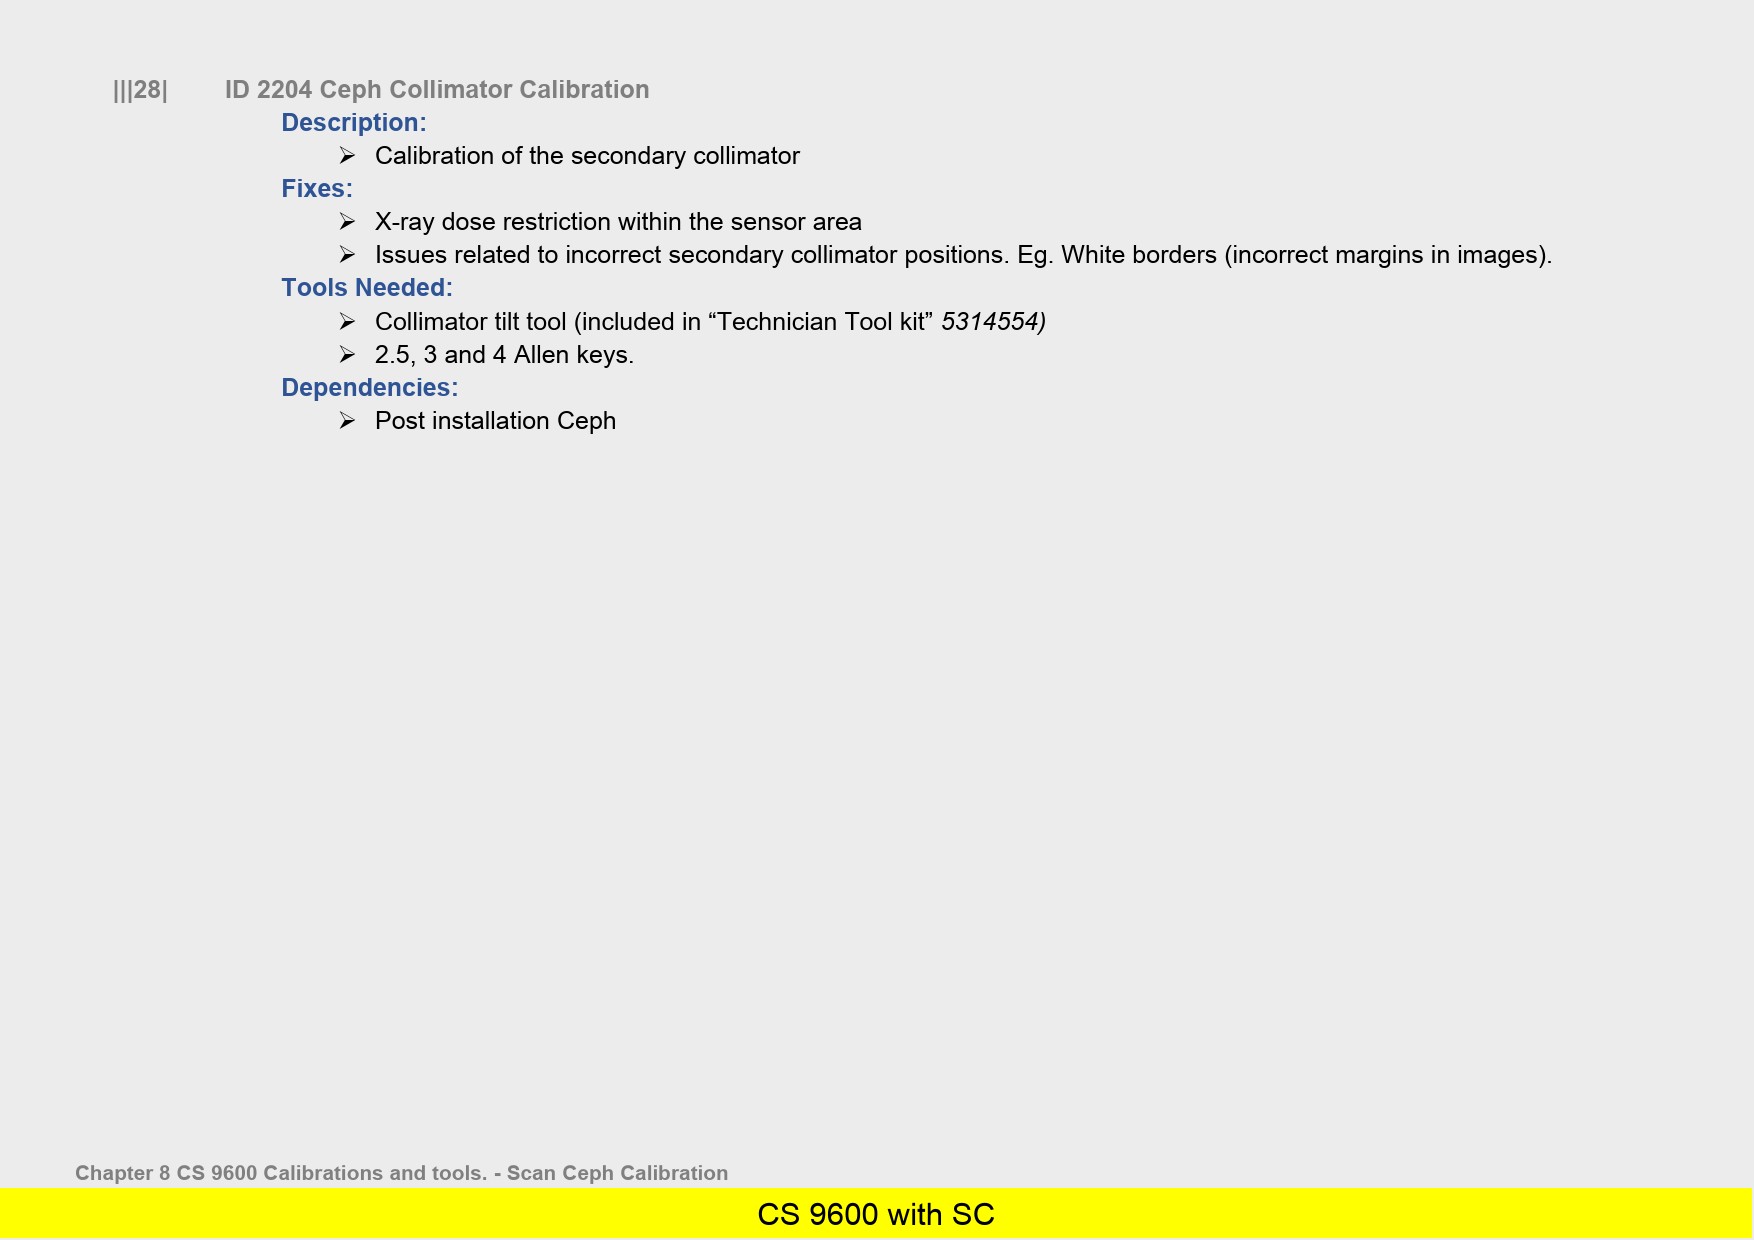 |||28| ID 2204 Ceph Collimator Calibration
Description:
➢ Calibration of the secondary collimator
Fixes:
➢ X-ray dose restriction within the sensor area
➢ Issues related to incorrect secondary collimator positions. Eg. White borders (incorrect margins in images).
Tools Needed:
➢ Collimator tilt tool (included in “Technician Tool kit” 5314554)
➢ 2.5, 3 and 4 Allen keys.
Dependencies:
➢ Post installation Ceph
Chapter 8 CS 9600 Calibrations and tools. - Scan Ceph Calibration
CS 9600 with SC